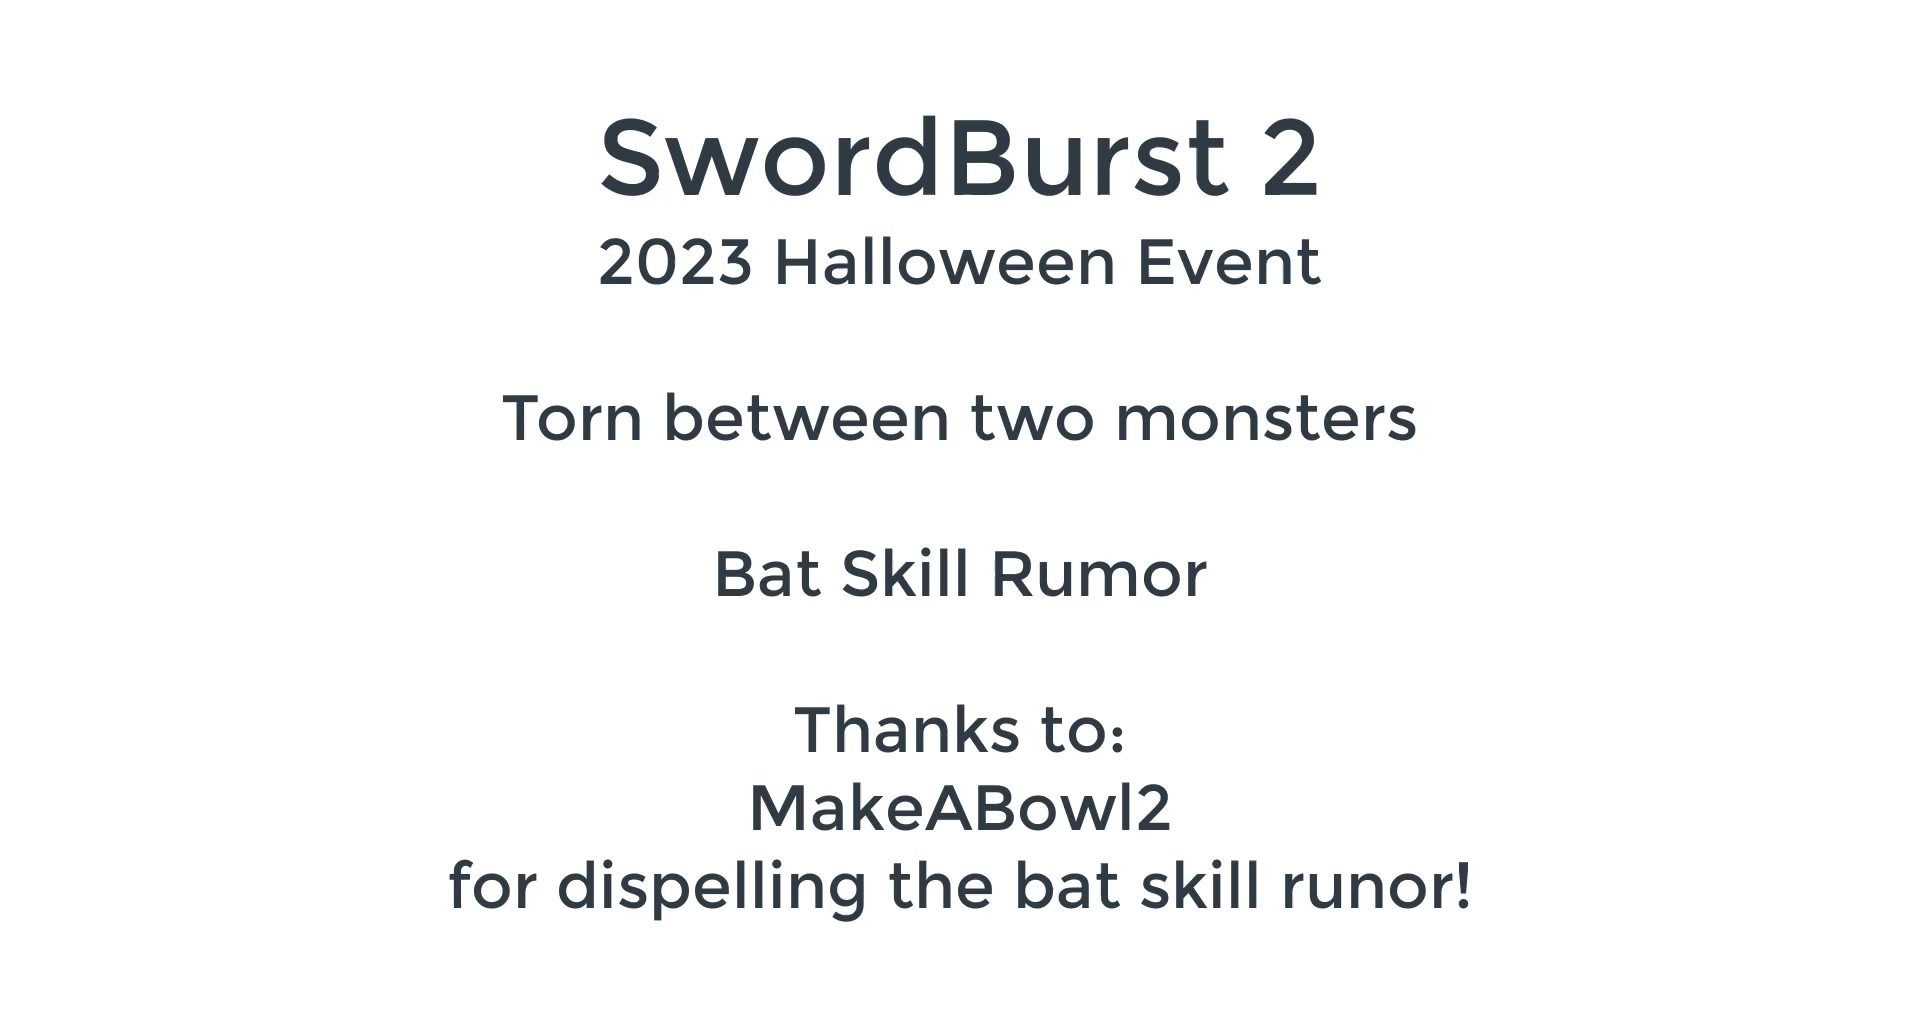 SwordBurst 2
2023 Halloween Event
Torn between two monsters
Bat Skill Rumor
Thanks to:
MakeABowl2
for dispelling the bat skill runor!